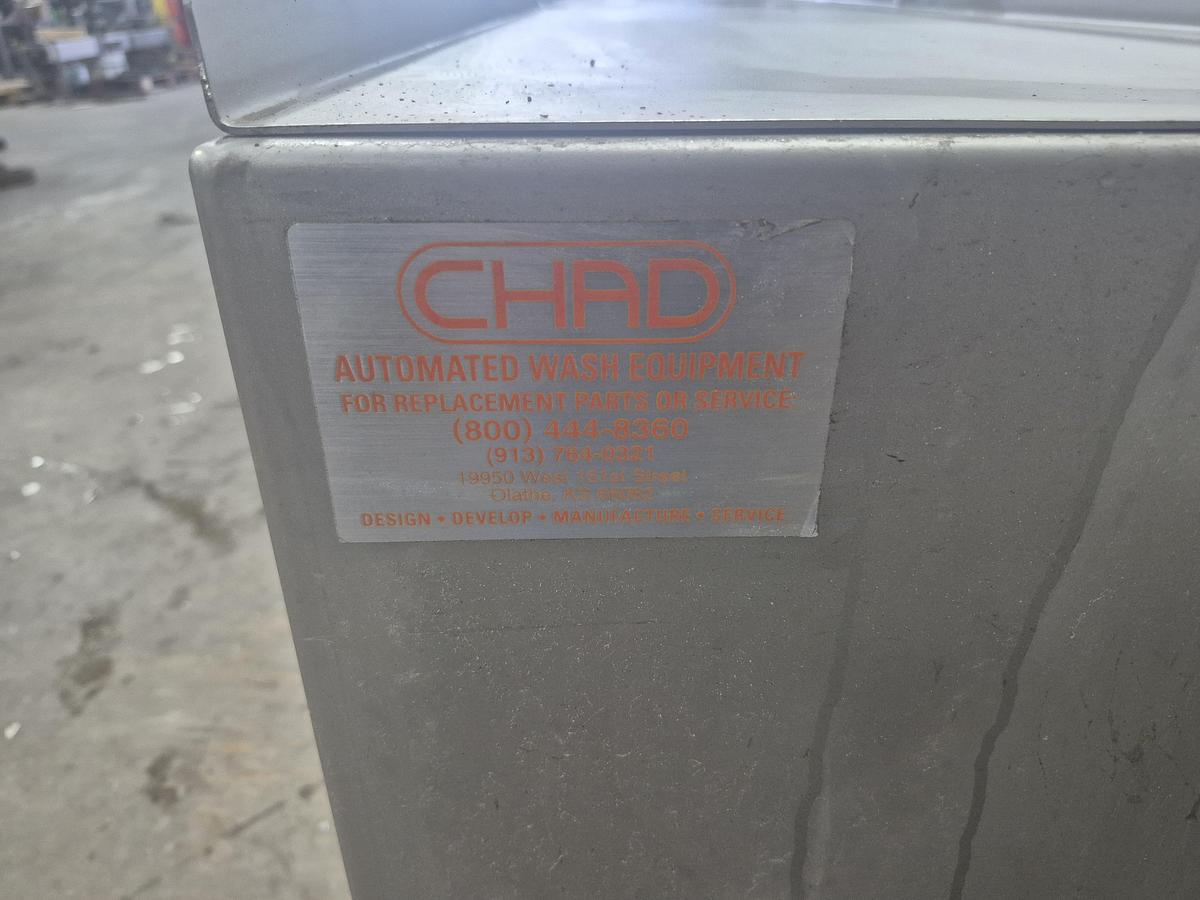 CHAD
AUTOMATED WASH EQUIPMENT
FOR REPLACEMENT PARTS OR SERVICE:
(800) 444-8360
(913) 764-0321
19950 West 161st Street
Olathe, KS 66062
DESIGN • DEVELOP • MANUFACTURE • SERVICE